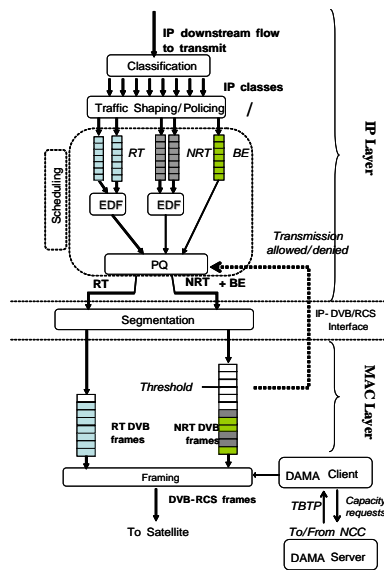 IP downstream flow
to transmit
Classification
IP classes
Traffic Shaping/Policing
/
RT
NRT
BE
Scheduling
EDF
EDF
PQ
Transmission
allowed/denied
RT
NRT + BE
IP Layer
IP-DVB/RCS
Interface
Segmentation
MAC Layer
Threshold
RT DVB
frames
NRT DVB
frames
Framing
DAMA Client
DVB-RCS frames
TBTP
Capacity
requests
To Satellite
To/From NCC
DAMA Server